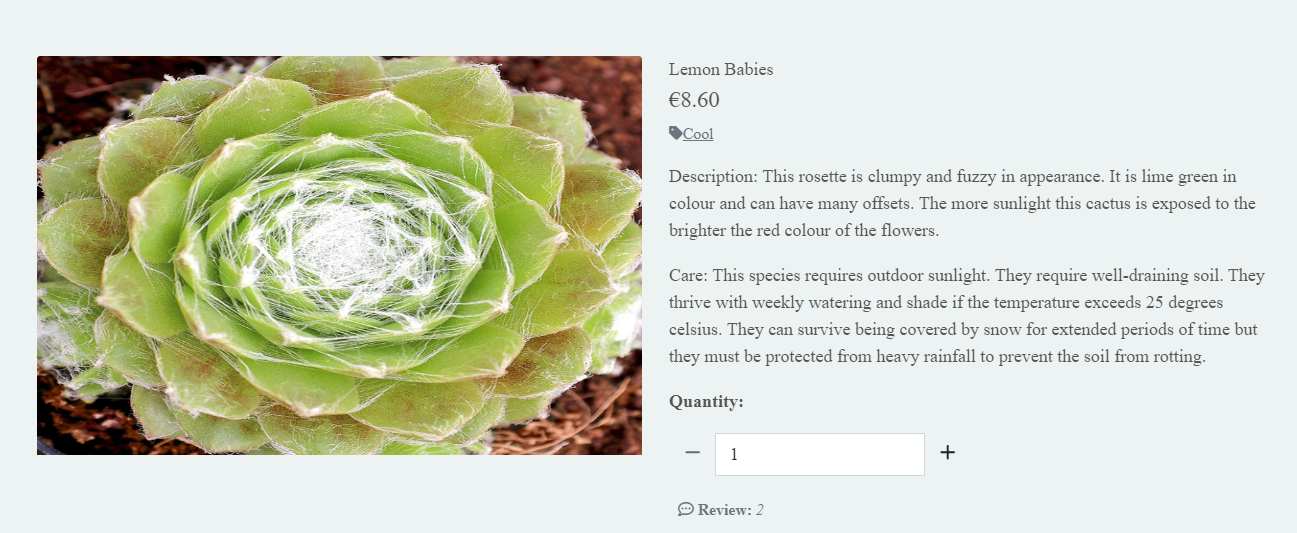 Lemon Babies
€8.60
Cool
Description: This rosette is clumpy and fuzzy in appearance. It is lime green in
colour and can have many offsets. The more sunlight this cactus is exposed to the
brighter the red colour of the flowers.
Care: This species requires outdoor sunlight. They require well-draining soil. They
thrive with weekly watering and shade if the temperature exceeds 25 degrees
celsius. They can survive being covered by snow for extended periods of time but
they must be protected from heavy rainfall to prevent the soil from rotting.
Quantity:
− 1 +
Review: 2